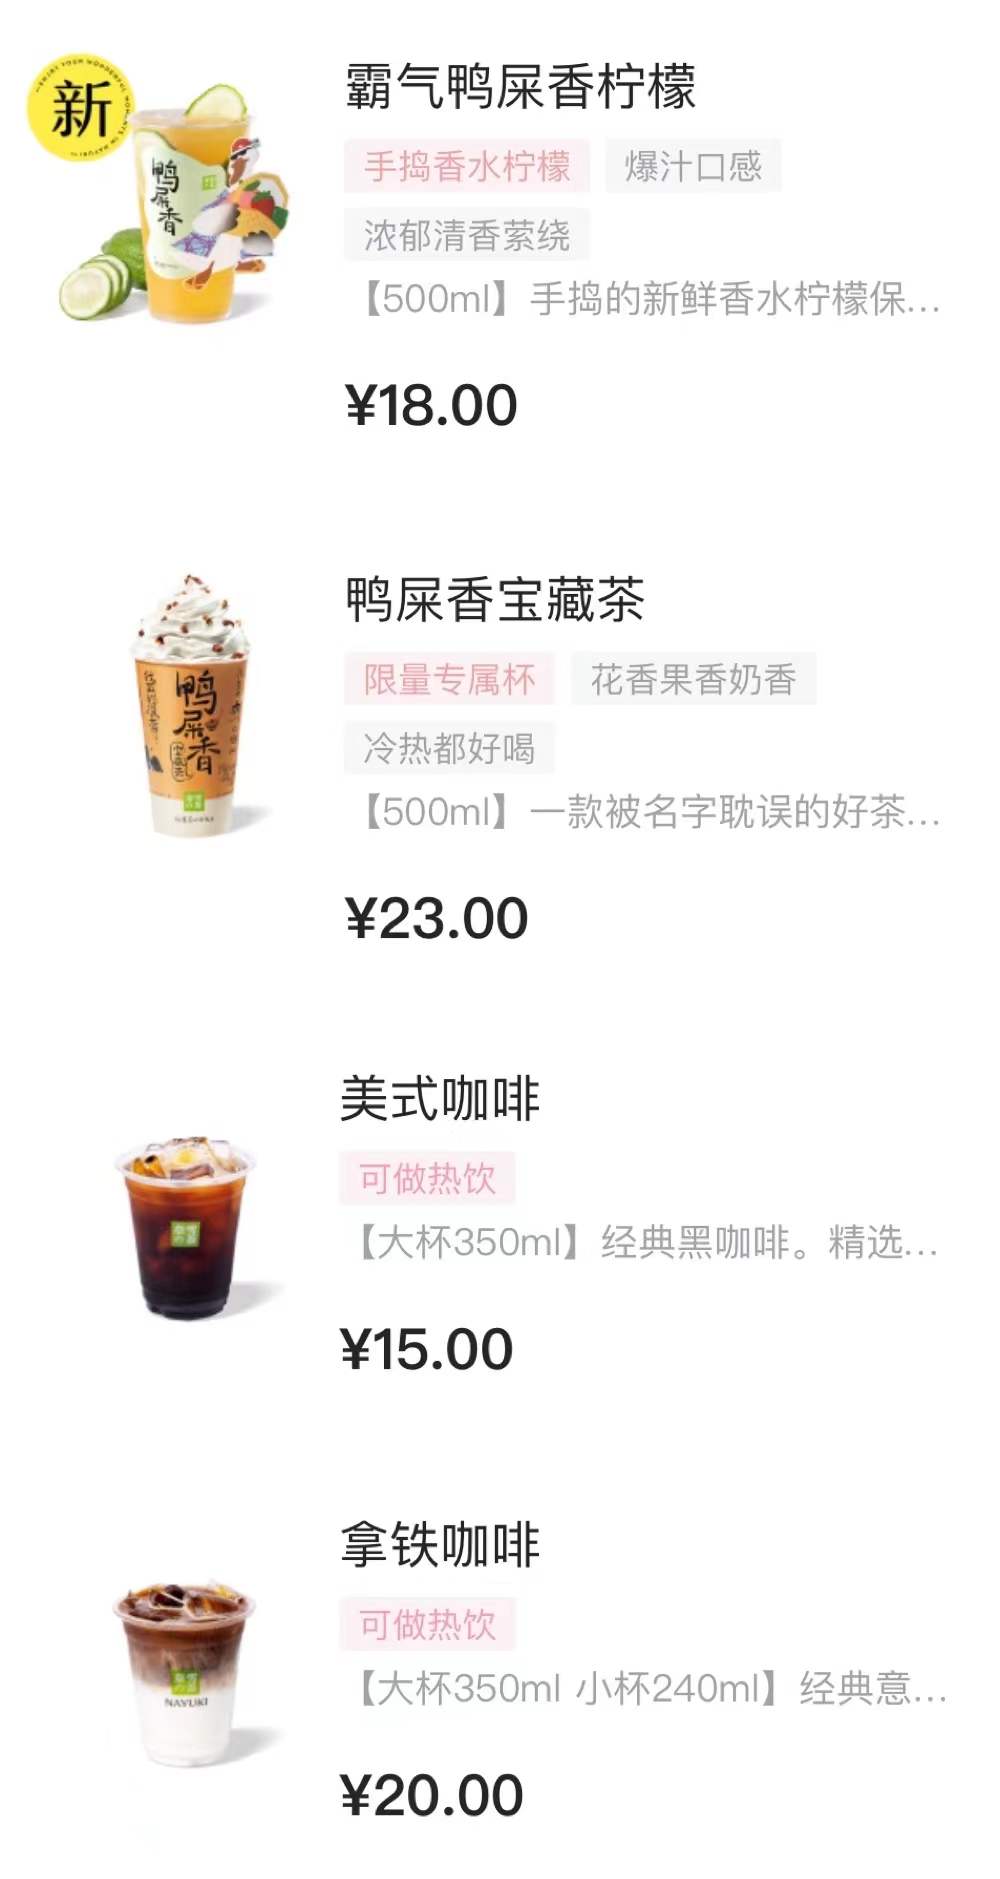 新
鸭
屎
香
霸气鸭屎香柠檬
手捣香水柠檬 爆汁口感
浓郁清香萦绕
【500ml】手捣的新鲜香水柠檬保...
¥18.00
鸭
屎
香
鸭屎香宝藏茶
限量专属杯 花香果香奶香
冷热都好喝
【500ml】一款被名字耽误的好茶...
¥23.00
美式咖啡
可做热饮
【大杯350ml】经典黑咖啡。精选...
¥15.00
NAYUKI
拿铁咖啡
可做热饮
【大杯350ml 小杯240ml】经典意...
¥20.00